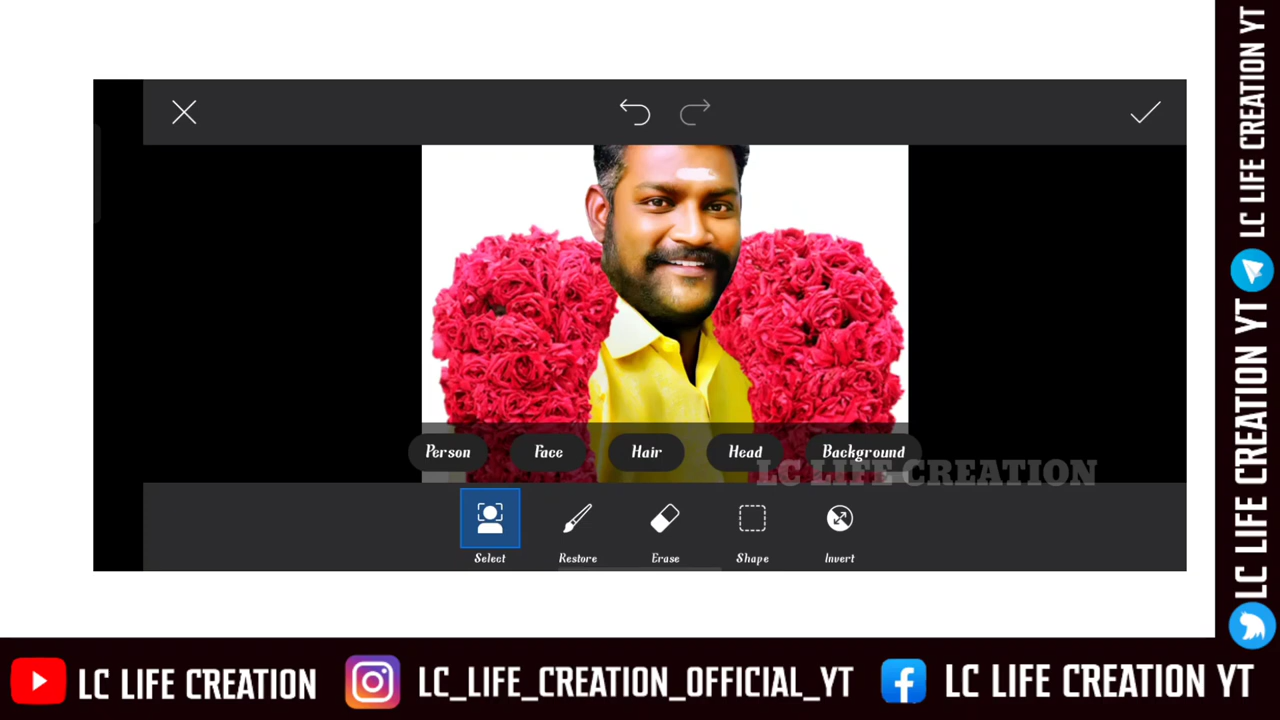 Person Face Hair Head Background
LC LIFE CREATION
Select Restore Erase Shape Invert
LC LIFE CREATION LC_LIFE_CREATION_OFFICIAL_YT LC LIFE CREATION YT
LC LIFE CREATION YT
LC LIFE CREATION YT